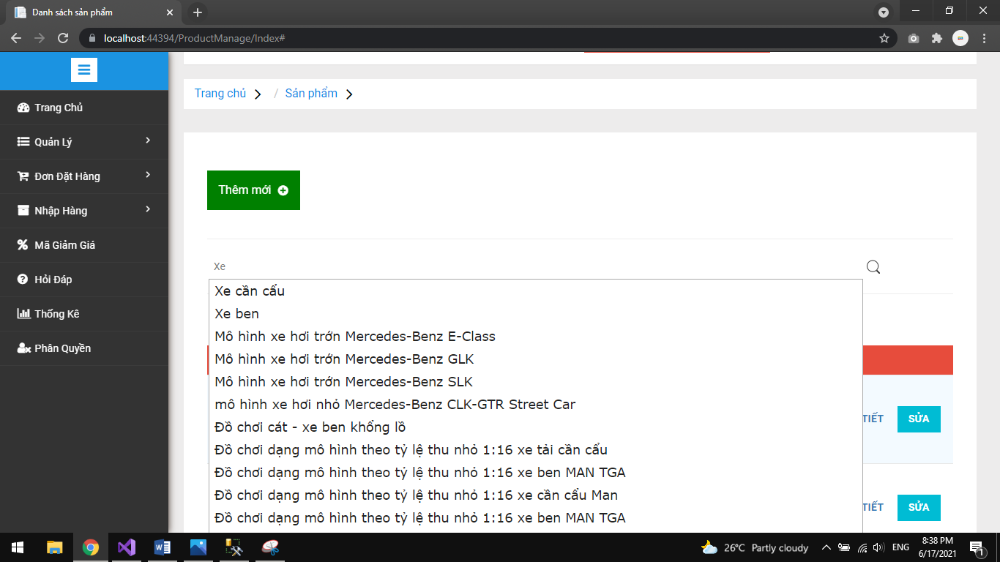 Danh sách sản phẩm
localhost:44394/ProductManage/Index#
Trang Chủ
Quản Lý
Đơn Đặt Hàng
Nhập Hàng
Mã Giảm Giá
Hỏi Đáp
Thống Kê
Phân Quyền
Trang chủ / Sản phẩm
Thêm mới
Xe
Xe cần cẩu
Xe ben
Mô hình xe hơi trớn Mercedes-Benz E-Class
Mô hình xe hơi trớn Mercedes-Benz GLK
Mô hình xe hơi trớn Mercedes-Benz SLK
mô hình xe hơi nhỏ Mercedes-Benz CLK-GTR Street Car
Đồ chơi cát - xe ben khổng lồ
TIẾT SỬA
Đồ chơi dạng mô hình theo tỷ lệ thu nhỏ 1:16 xe tải cần cẩu
Đồ chơi dạng mô hình theo tỷ lệ thu nhỏ 1:16 xe ben MAN TGA
Đồ chơi dạng mô hình theo tỷ lệ thu nhỏ 1:16 xe cần cẩu Man
Đồ chơi dạng mô hình theo tỷ lệ thu nhỏ 1:16 xe ben MAN TGA
TIẾT SỬA
26°C Partly cloudy
ENG
8:38 PM
6/17/2021
1